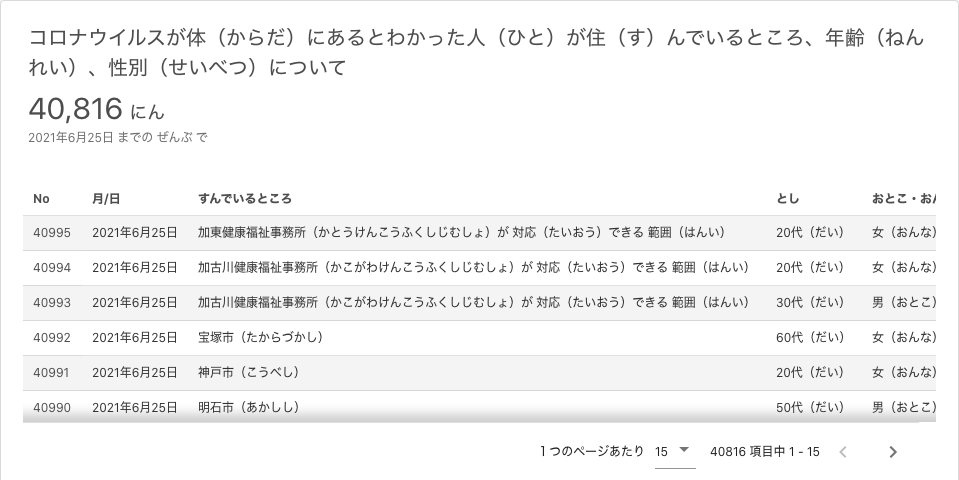 コロナウイルスが体（からだ）にあるとわかった人（ひと）が住（す）んでいるところ、年齢（ねん
れい）、性別（せいべつ）について
40,816 にん
2021年6月25日 までの ぜんぶ で
No 月/日 すんでいるところ とし おとこ・おん
40995 2021年6月25日 加東健康福祉事務所（かとうけんこうふくしじむしょ）が 対応（たいおう）できる 範囲（はんい） 20代（だい） 女（おんな）
40994 2021年6月25日 加古川健康福祉事務所（かこがわけんこうふくしじむしょ）が 対応（たいおう）できる 範囲（はんい） 20代（だい） 女（おんな）
40993 2021年6月25日 加古川健康福祉事務所（かこがわけんこうふくしじむしょ）が 対応（たいおう）できる 範囲（はんい） 30代（だい） 男（おとこ）
40992 2021年6月25日 宝塚市（たからづかし） 60代（だい） 女（おんな）
40991 2021年6月25日 神戸市（こうべし） 20代（だい） 女（おんな）
40990 2021年6月25日 明石市（あかしし） 50代（だい） 男（おとこ）
1 つのページあたり 15 40816 項目中 1 - 15